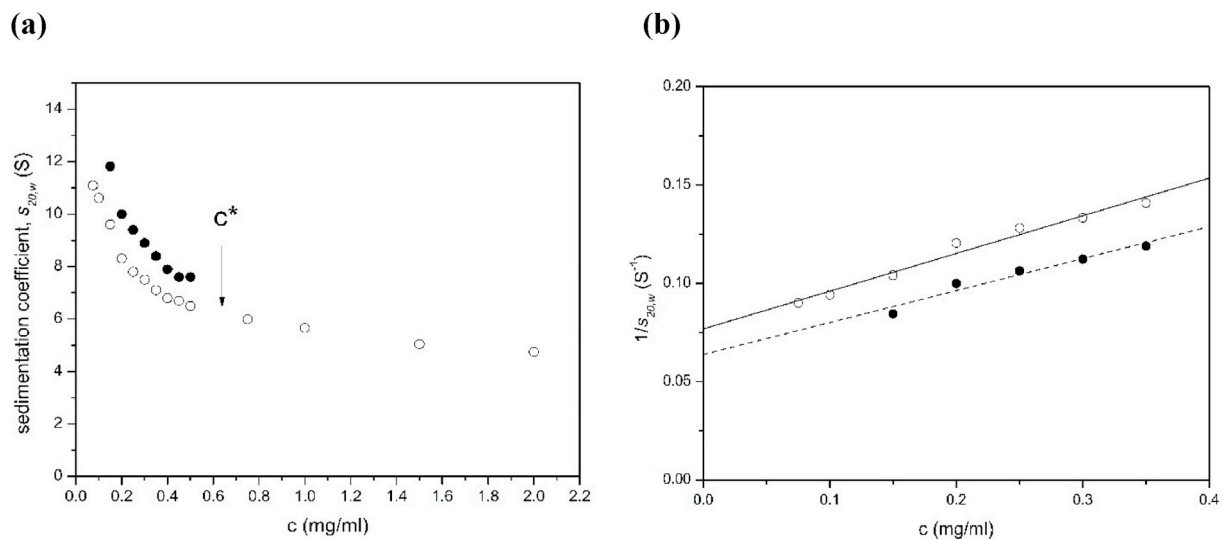 (a)
(b)
14
12
10
8
6
4
2
0
sedimentation coefficient, s20,w (S)
C*
0.0 0.2 0.4 0.6 0.8 1.0 1.2 1.4 1.6 1.8 2.0 2.2
c (mg/ml)
0.20
0.15
0.10
0.05
0.00
1/s20,w (S-1)
0.0 0.1 0.2 0.3 0.4
c (mg/ml)